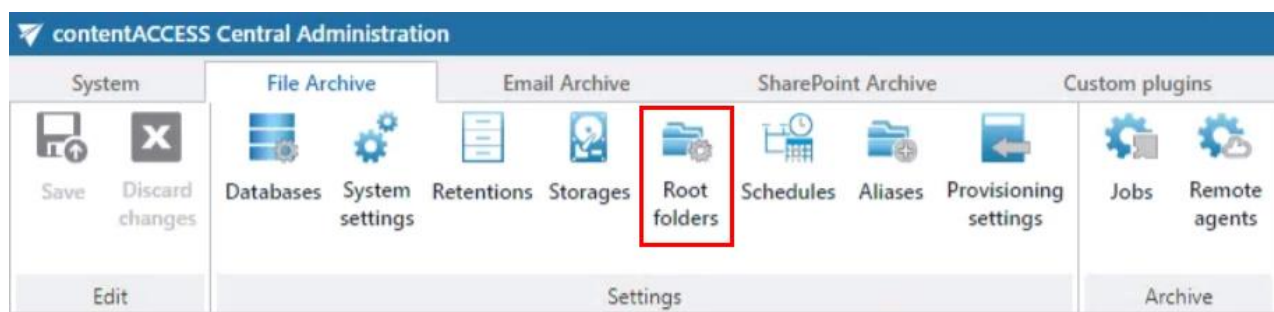 contentACCESS Central Administration
System File Archive Email Archive SharePoint Archive Custom plugins
Save Discard changes Databases System settings Retentions Storages Root folders Schedules Aliases Provisioning settings Jobs Remote agents
Edit Settings Archive